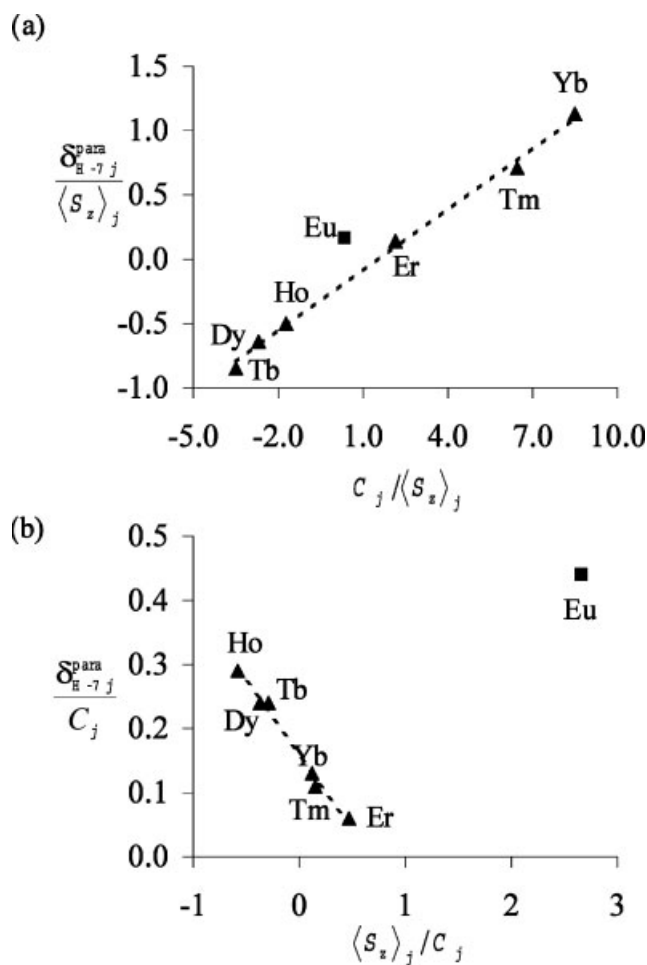 (a)
1.5
Yb
1.0
δ^para_H-7 j / ⟨S_z⟩_j
0.5
Tm
Eu
0.0
Er
Ho
-0.5
Dy
Tb
-1.0
-5.0 -2.0 1.0 4.0 7.0 10.0
C_j /⟨S_z⟩_j
(b)
0.5
0.4
Eu
Ho
0.3
δ^para_H-7 j / C_j
Tb
Dy
0.2
Yb
0.1
Tm
Er
0.0
-1 0 1 2 3
⟨S_z⟩_j /C_j